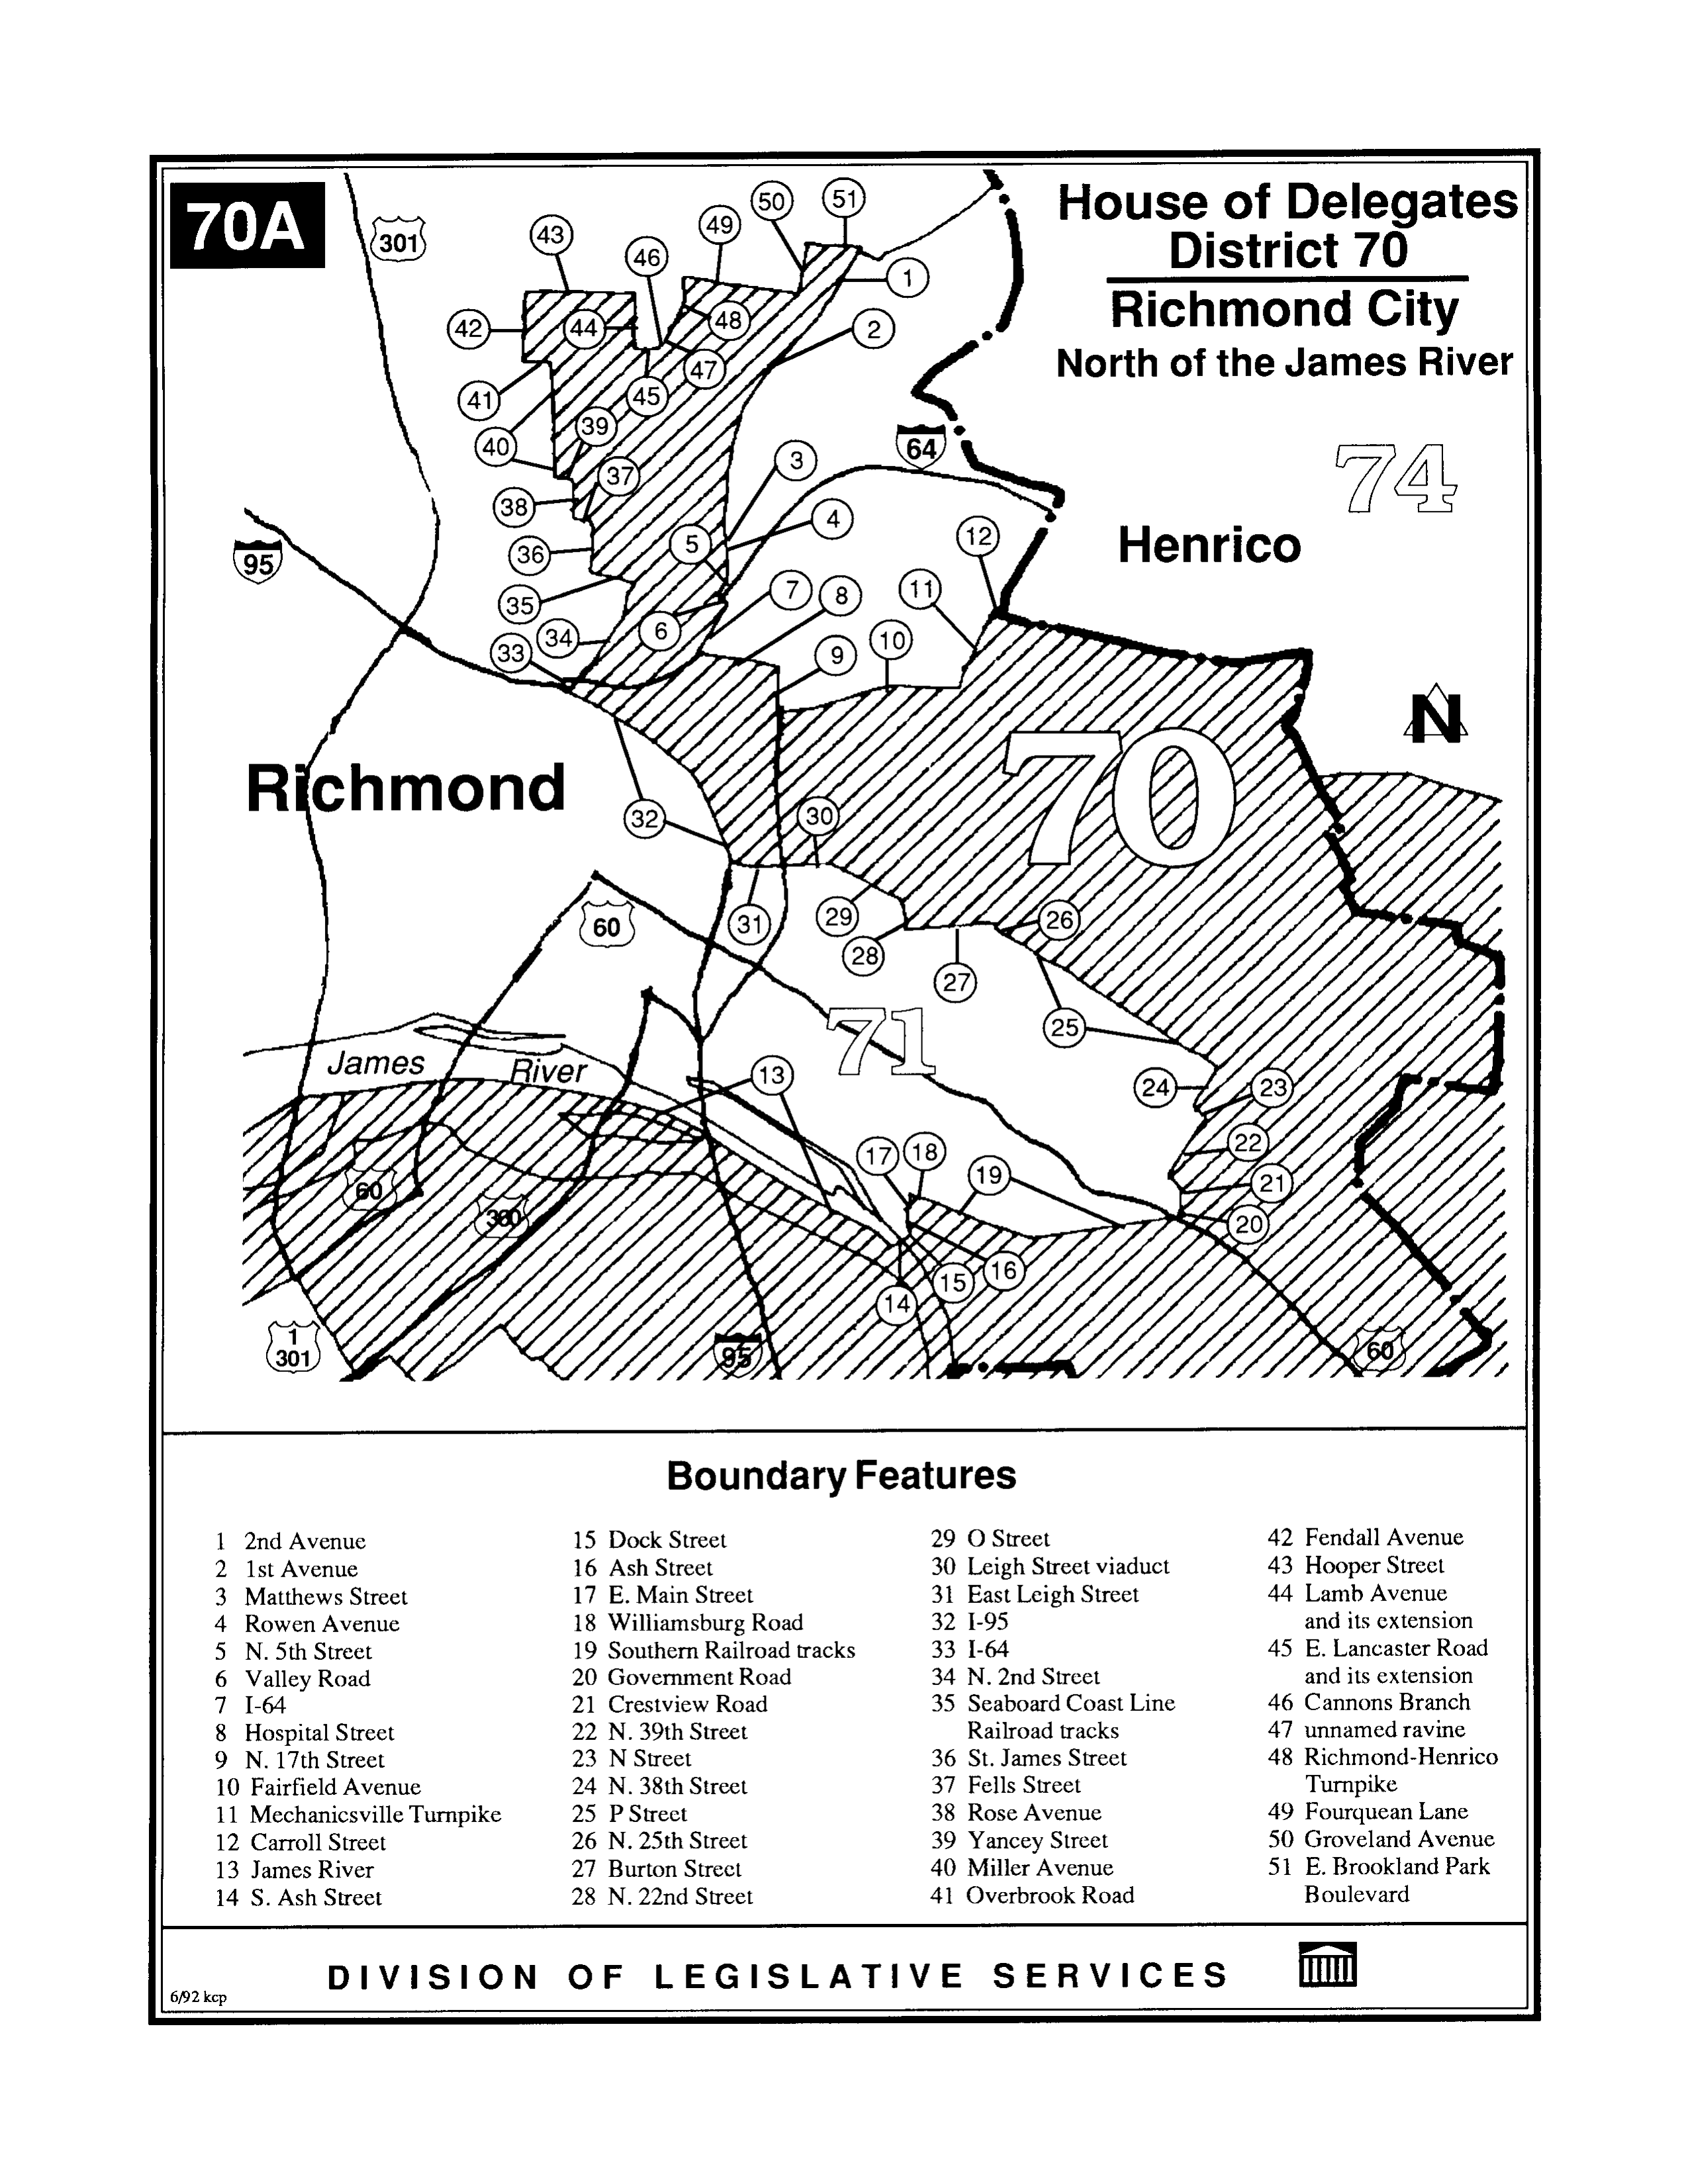 70A
House of Delegates
District 70
Richmond City
North of the James River
301
43
46
49
50
51
1
42
44
48
2
47
41
45
39
40
37
3
64
74
38
4
12
Henrico
95
36
5
35
7
8
11
6
34
10
33
9
N
70
Richmond
32
30
60
31
29
26
28
27
25
71
James
River
13
24
23
22
17
18
19
21
60
360
20
16
15
14
1
301
95
60
Boundary Features
1 2nd Avenue
2 1st Avenue
3 Matthews Street
4 Rowen Avenue
5 N. 5th Street
6 Valley Road
7 I-64
8 Hospital Street
9 N. 17th Street
10 Fairfield Avenue
11 Mechanicsville Turnpike
12 Carroll Street
13 James River
14 S. Ash Street
15 Dock Street
16 Ash Street
17 E. Main Street
18 Williamsburg Road
19 Southern Railroad tracks
20 Government Road
21 Crestview Road
22 N. 39th Street
23 N Street
24 N. 38th Street
25 P Street
26 N. 25th Street
27 Burton Street
28 N. 22nd Street
29 O Street
30 Leigh Street viaduct
31 East Leigh Street
32 I-95
33 I-64
34 N. 2nd Street
35 Seaboard Coast Line
Railroad tracks
36 St. James Street
37 Fells Street
38 Rose Avenue
39 Yancey Street
40 Miller Avenue
41 Overbrook Road
42 Fendall Avenue
43 Hooper Street
44 Lamb Avenue
and its extension
45 E. Lancaster Road
and its extension
46 Cannons Branch
47 unnamed ravine
48 Richmond-Henrico
Turnpike
49 Fourquean Lane
50 Groveland Avenue
51 E. Brookland Park
Boulevard
DIVISION OF LEGISLATIVE SERVICES
6/92 kcp